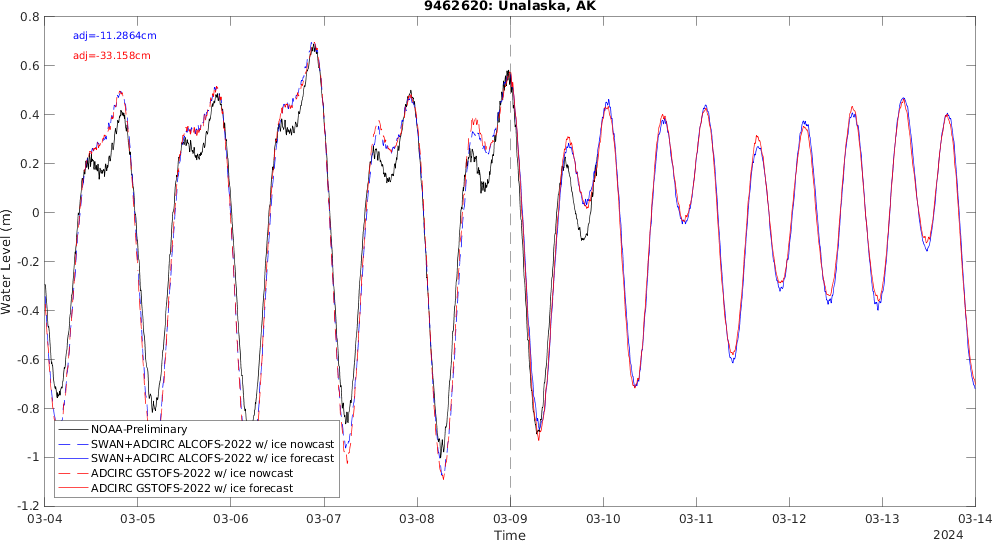 9462620: Unalaska, AK
adj=-11.2864cm
adj=-33.158cm
0.8
0.6
0.4
0.2
0
-0.2
-0.4
-0.6
-0.8
-1
-1.2
Water Level (m)
NOAA-Preliminary
SWAN+ADCIRC ALCOFS-2022 w/ ice nowcast
SWAN+ADCIRC ALCOFS-2022 w/ ice forecast
ADCIRC GSTOFS-2022 w/ ice nowcast
ADCIRC GSTOFS-2022 w/ ice forecast
03-04 03-05 03-06 03-07 03-08 03-09 03-10 03-11 03-12 03-13 03-14
Time
2024